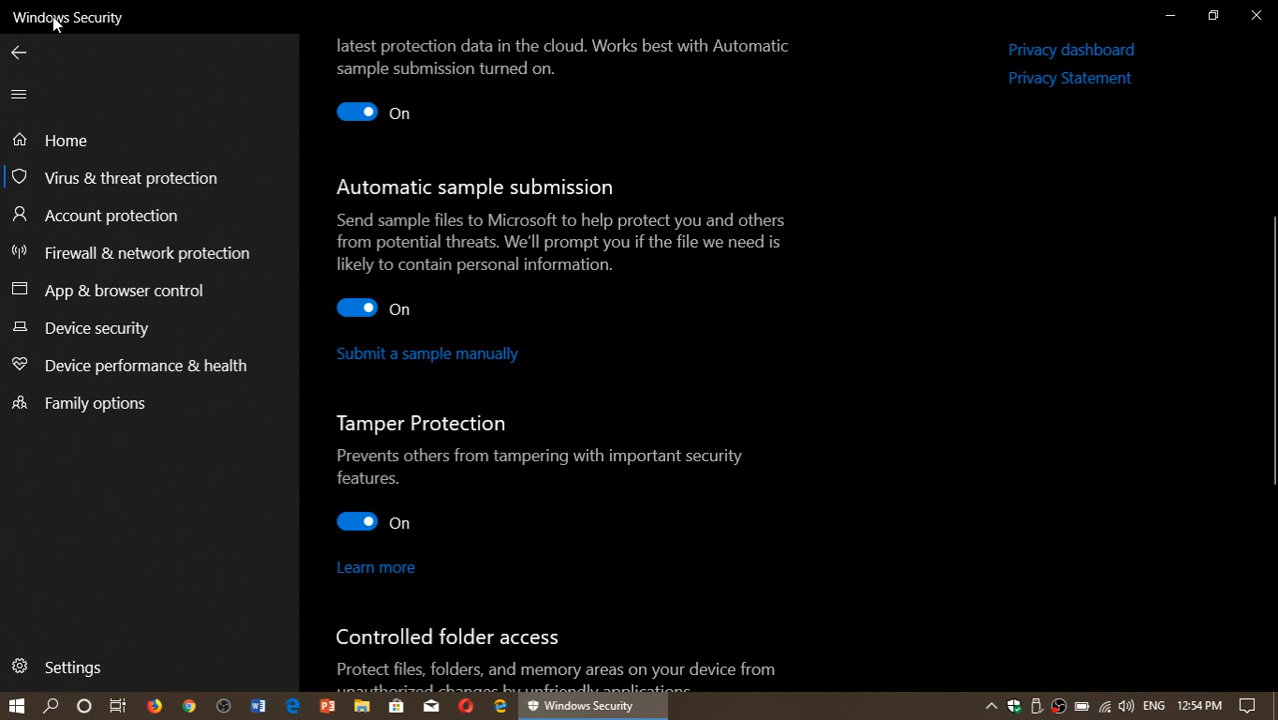 Windows Security
Home
Virus & threat protection
Account protection
Firewall & network protection
App & browser control
Device security
Device performance & health
Family options
Settings
latest protection data in the cloud. Works best with Automatic
sample submission turned on.
On
Automatic sample submission
Send sample files to Microsoft to help protect you and others
from potential threats. We'll prompt you if the file we need is
likely to contain personal information.
On
Submit a sample manually
Tamper Protection
Prevents others from tampering with important security
features.
On
Learn more
Controlled folder access
Protect files, folders, and memory areas on your device from
unauthorized changes by unfriendly applications.
Privacy dashboard
Privacy Statement
Windows Security
ENG
12:54 PM